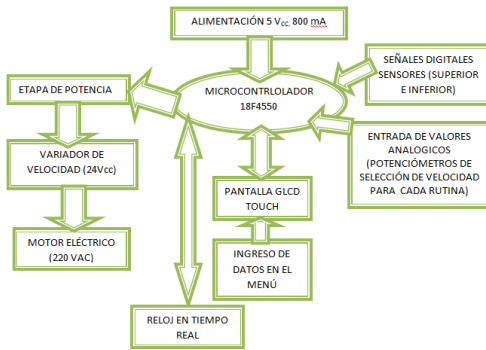 ALIMENTACIÓN 5 Vcc, 800 mA
SEÑALES DIGITALES
SENSORES (SUPERIOR
E INFERIOR)
ETAPA DE POTENCIA
MICROCONTRLOLADOR
18F4550
ENTRADA DE VALORES
ANALOGICOS
(POTENCIÓMETROS DE
SELECCIÓN DE VELOCIDAD
PARA CADA RUTINA)
VARIADOR DE
VELOCIDAD (24Vcc)
PANTALLA GLCD
TOUCH
MOTOR ELÉCTRICO
(220 VAC)
INGRESO DE
DATOS EN EL
MENÚ
RELOJ EN TIEMPO
REAL